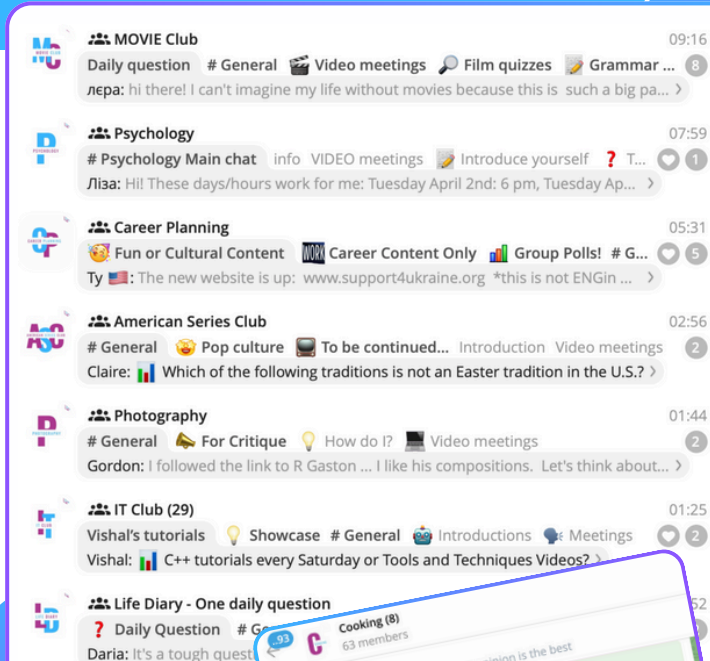 MOVIE Club 09:16
Daily question # General 🎬 Video meetings 🔎 Film quizzes 📝 Grammar ... 8
лєра: hi there! I can't imagine my life without movies because this is such a big pa...
Psychology 07:59
# Psychology Main chat info VIDEO meetings 📝 Introduce yourself ❓ T... 1
Ліза: Hi! These days/hours work for me: Tuesday April 2nd: 6 pm, Tuesday Ap...
Career Planning 05:31
🥳 Fun or Cultural Content WORK Career Content Only 📊 Group Polls! # G... 5
Ty 🇺🇸: The new website is up: www.support4ukraine.org *this is not ENGin ...
American Series Club 02:56
# General Pop culture 📺 To be continued... Introduction Video meetings 2
Claire: 📊 Which of the following traditions is not an Easter tradition in the U.S.?
Photography 01:44
# General 📣 For Critique 💡 How do I? 💻 Video meetings 2
Gordon: I followed the link to R Gaston ... I like his compositions. Let's think about...
IT Club (29) 01:25
Vishal's tutorials 💡 Showcase # General 🤖 Introductions 🗣 Meetings 2
Vishal: 📊 C++ tutorials every Saturday or Tools and Techniques Videos?
Life Diary - One daily question 52
❓ Daily Question # Ge
Daria: It's a tough quest
93 Cooking (8)
63 members
inion is the best